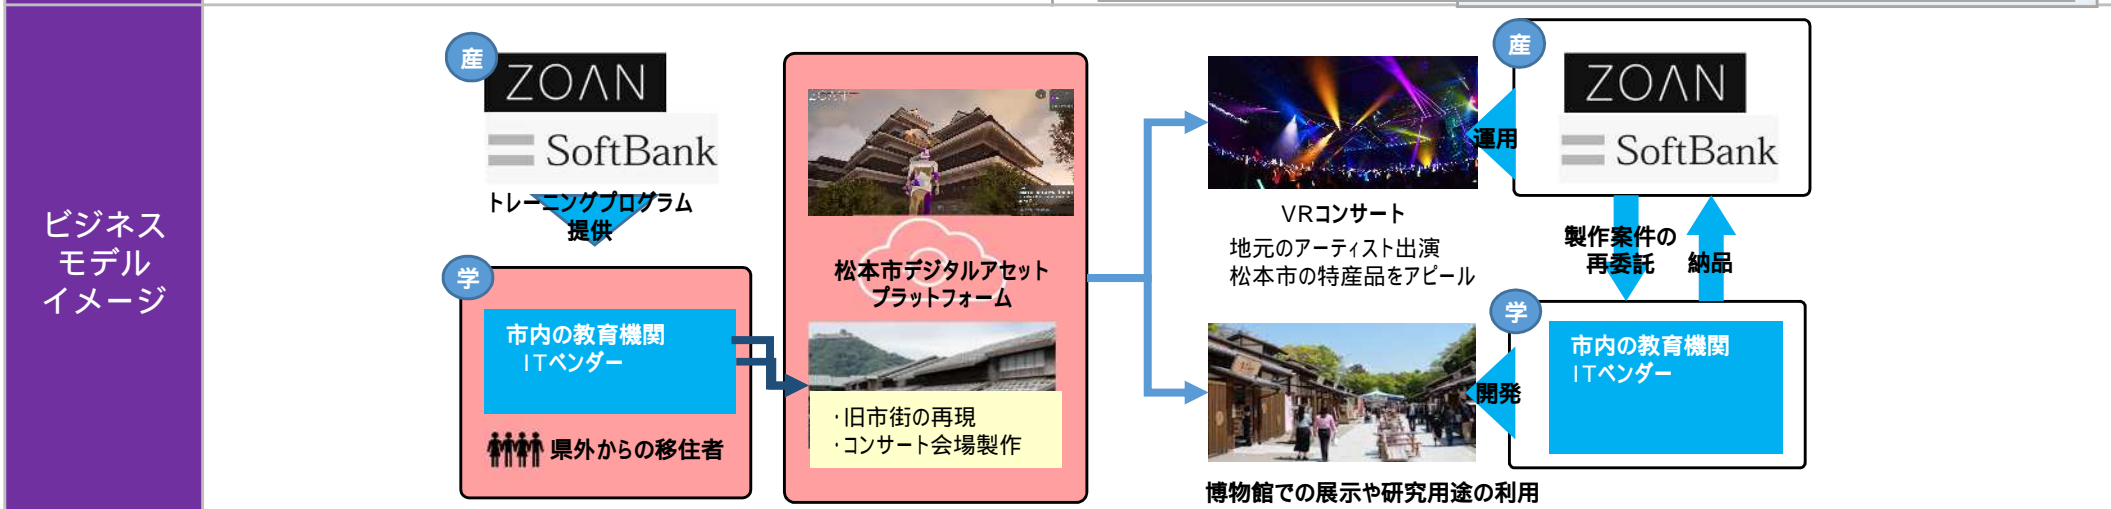 ビジネス
モデル
イメージ
産
ZOAN
SoftBank
トレーニングプログラム
提供
学
市内の教育機関
ITベンダー
県外からの移住者
松本市デジタルアセット
プラットフォーム
・旧市街の再現
・コンサート会場製作
VRコンサート
地元のアーティスト出演
松本市の特産品をアピール
博物館での展示や研究用途の利用
運用
開発
産
ZOAN
SoftBank
製作案件の
再委託
納品
学
市内の教育機関
ITベンダー